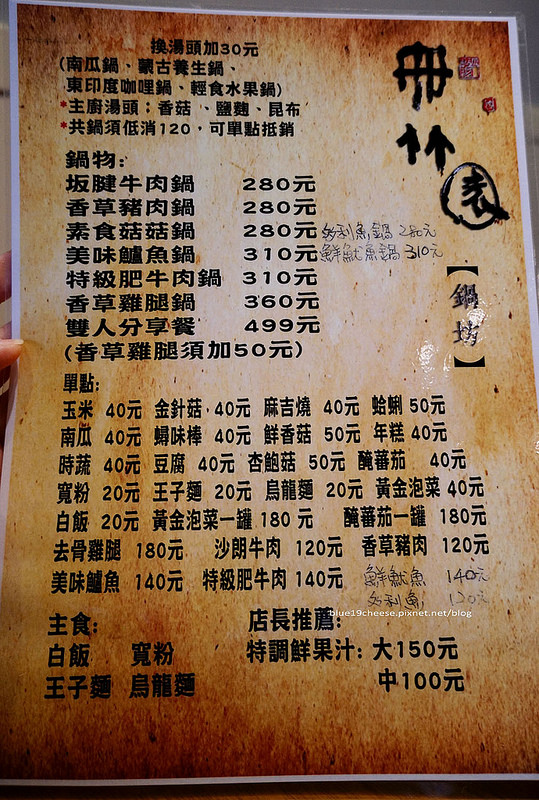 換湯頭加30元
(南瓜鍋、蒙古養生鍋、
東印度咖哩鍋、輕食水果鍋)
*主廚湯頭：香菇、鹽麴、昆布
*共鍋須低消120，可單點抵銷
鍋物:
坂腱牛肉鍋 280元
香草豬肉鍋 280元
素食菇菇鍋 280元 多利魚鍋 280元
美味鱸魚鍋 310元 鮮魷魚鍋 310元
特級肥牛肉鍋 310元
香草雞腿鍋 360元
雙人分享餐 499元
(香草雞腿須加50元)
【鍋坊】
單點:
玉米 40元 金針菇 40元 麻吉燒 40元 蛤蜊 50元
南瓜 40元 蟳味棒 40元 鮮香菇 50元 年糕 40元
時蔬 40元 豆腐 40元 杏鮑菇 50元 醃蕃茄 40元
寬粉 20元 王子麵 20元 烏龍麵 20元 黃金泡菜 40元
白飯 20元 黃金泡菜一罐 180元 醃蕃茄一罐 180元
去骨雞腿 180元 沙朗牛肉 120元 香草豬肉 120元
美味鱸魚 140元 特級肥牛肉 140元 鮮魷魚 140元
多利魚 120元
blue19cheese.pixnet.net/blog
主食:
白飯 寬粉
王子麵 烏龍麵
店長推薦:
特調鮮果汁: 大150元
中100元